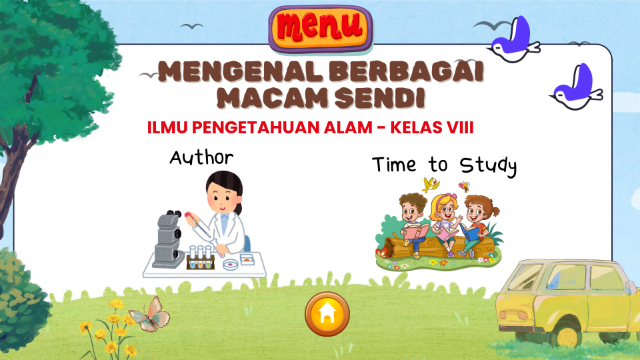 menu
MENGENAL BERBAGAI
MACAM SENDI
ILMU PENGETAHUAN ALAM - KELAS VIII
Author
Time to Study